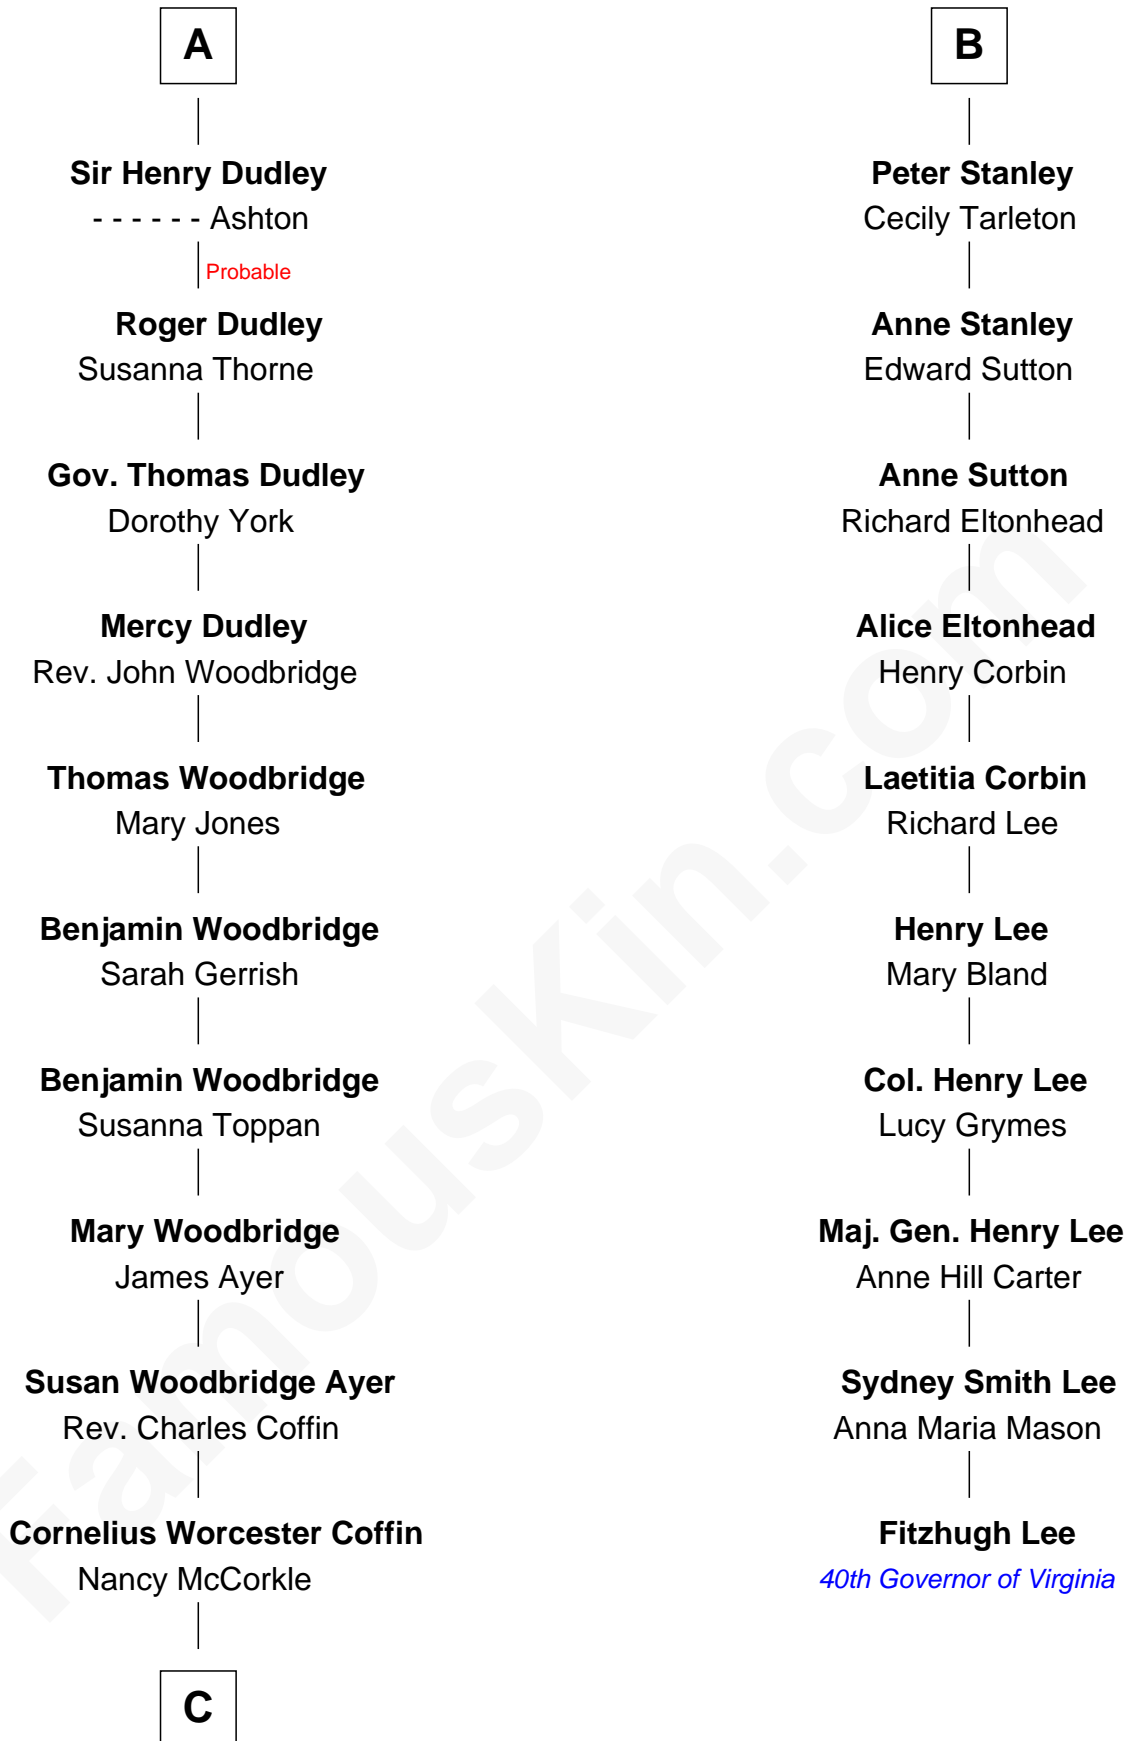 A
Sir Henry Dudley
- - - - - - Ashton
Probable
Roger Dudley
Susanna Thorne
Gov. Thomas Dudley
Dorothy York
Mercy Dudley
Rev. John Woodbridge
Thomas Woodbridge
Mary Jones
Benjamin Woodbridge
Sarah Gerrish
Benjamin Woodbridge
Susanna Toppan
Mary Woodbridge
James Ayer
Susan Woodbridge Ayer
Rev. Charles Coffin
Cornelius Worcester Coffin
Nancy McCorkle
C
B
Peter Stanley
Cecily Tarleton
Anne Stanley
Edward Sutton
Anne Sutton
Richard Eltonhead
Alice Eltonhead
Henry Corbin
Laetitia Corbin
Richard Lee
Henry Lee
Mary Bland
Col. Henry Lee
Lucy Grymes
Maj. Gen. Henry Lee
Anne Hill Carter
Sydney Smith Lee
Anna Maria Mason
Fitzhugh Lee
40th Governor of Virginia
FamousKin.com